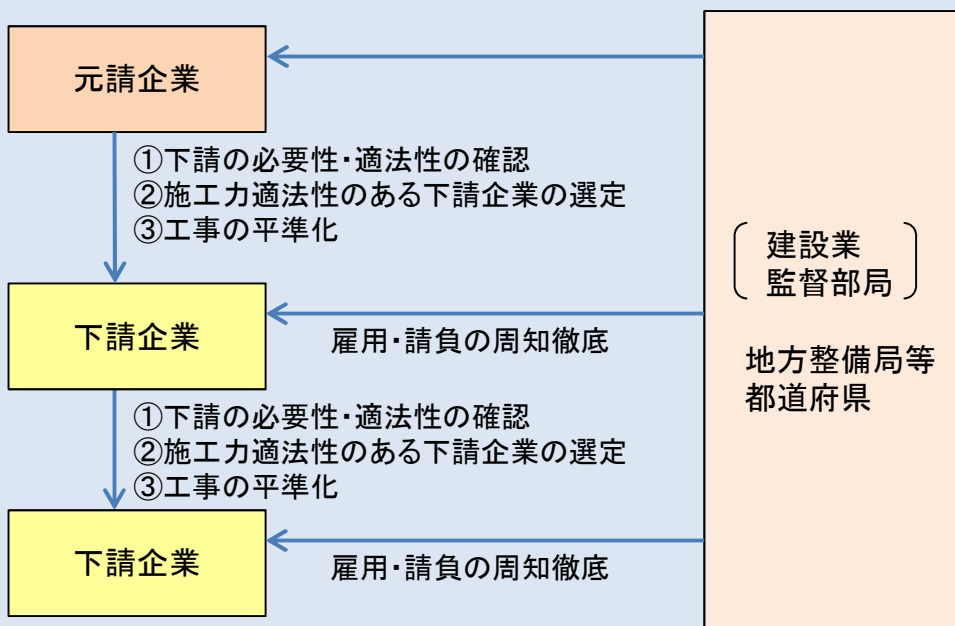 元請企業
①下請の必要性・適法性の確認
②施工力適法性のある下請企業の選定
③工事の平準化
下請企業
雇用・請負の周知徹底
①下請の必要性・適法性の確認
②施工力適法性のある下請企業の選定
③工事の平準化
下請企業
雇用・請負の周知徹底
建設業
監督部局
地方整備局等
都道府県